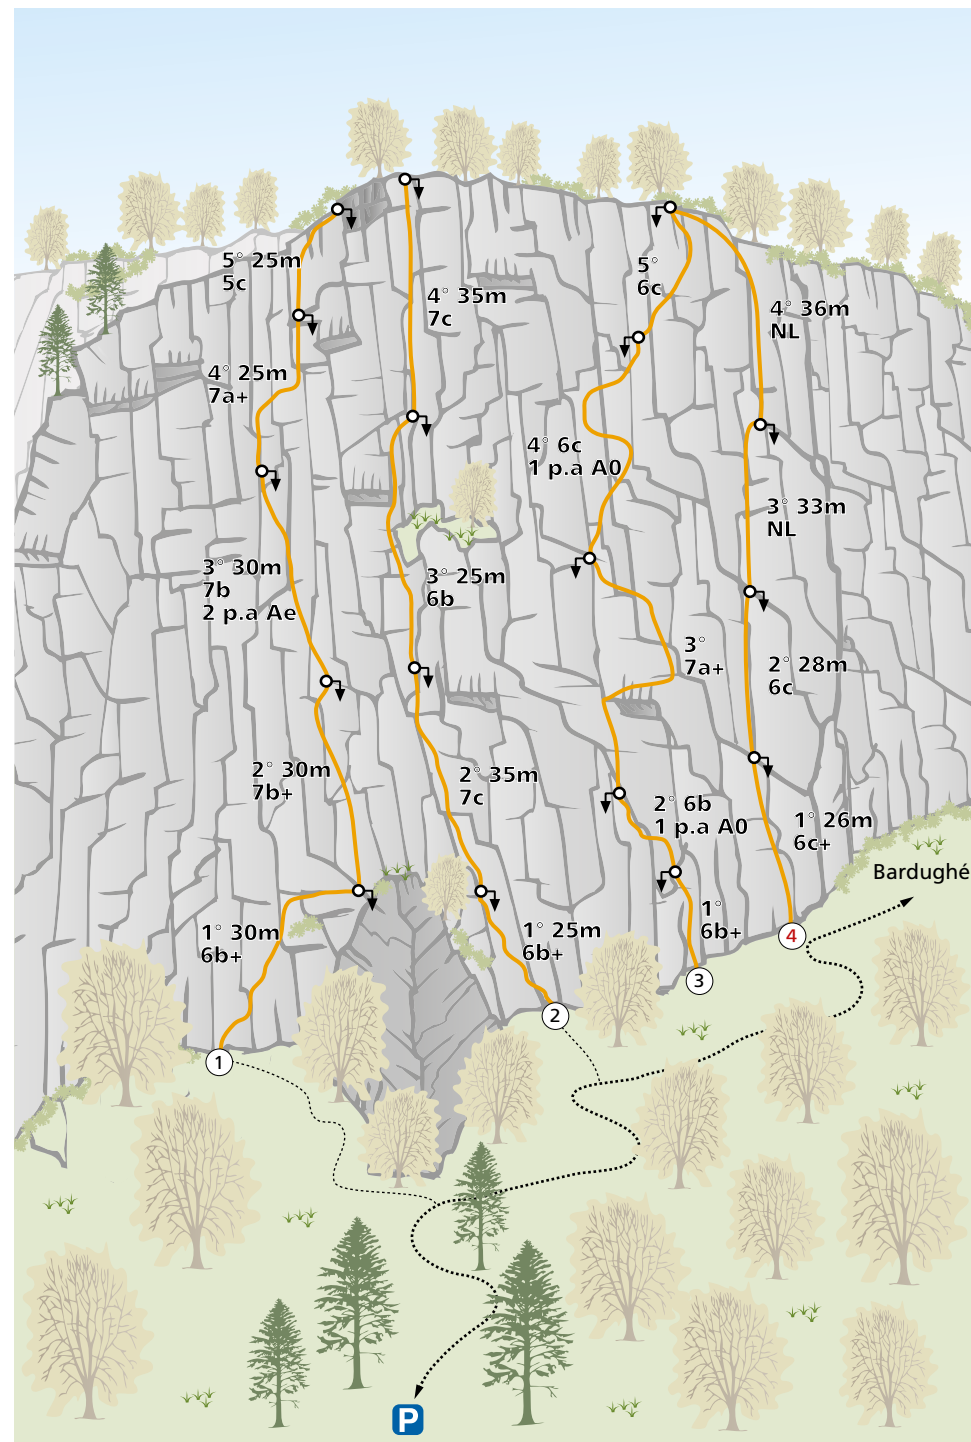 5° 25m
5c
4° 25m
7a+
3° 30m
7b
2 p.a Ae
2° 30m
7b+
1° 30m
6b+
1
4° 35m
7c
3° 25m
6b
2° 35m
7c
1° 25m
6b+
2
5°
6c
4° 6c
1 p.a A0
3°
7a+
2° 6b
1 p.a A0
1°
6b+
3
4° 36m
NL
3° 33m
NL
2° 28m
6c
1° 26m
6c+
4
Bardughé
P